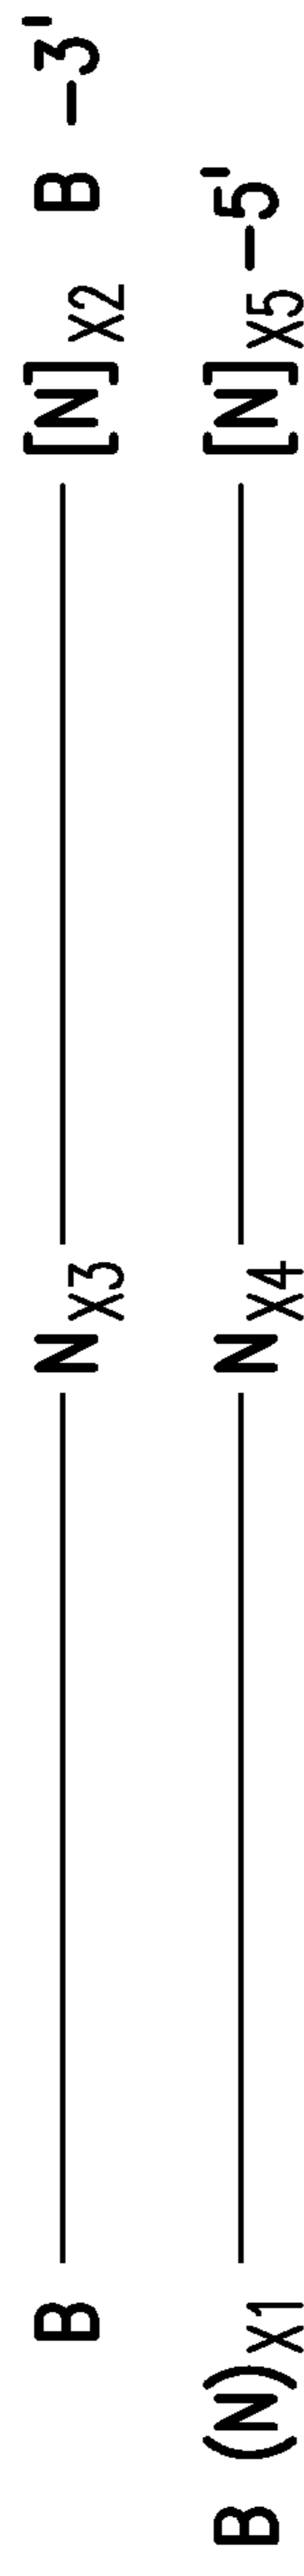 B — N X3 — [N] X2 B -3'
B (N) X1 — N X4 — [N] X5 -5'